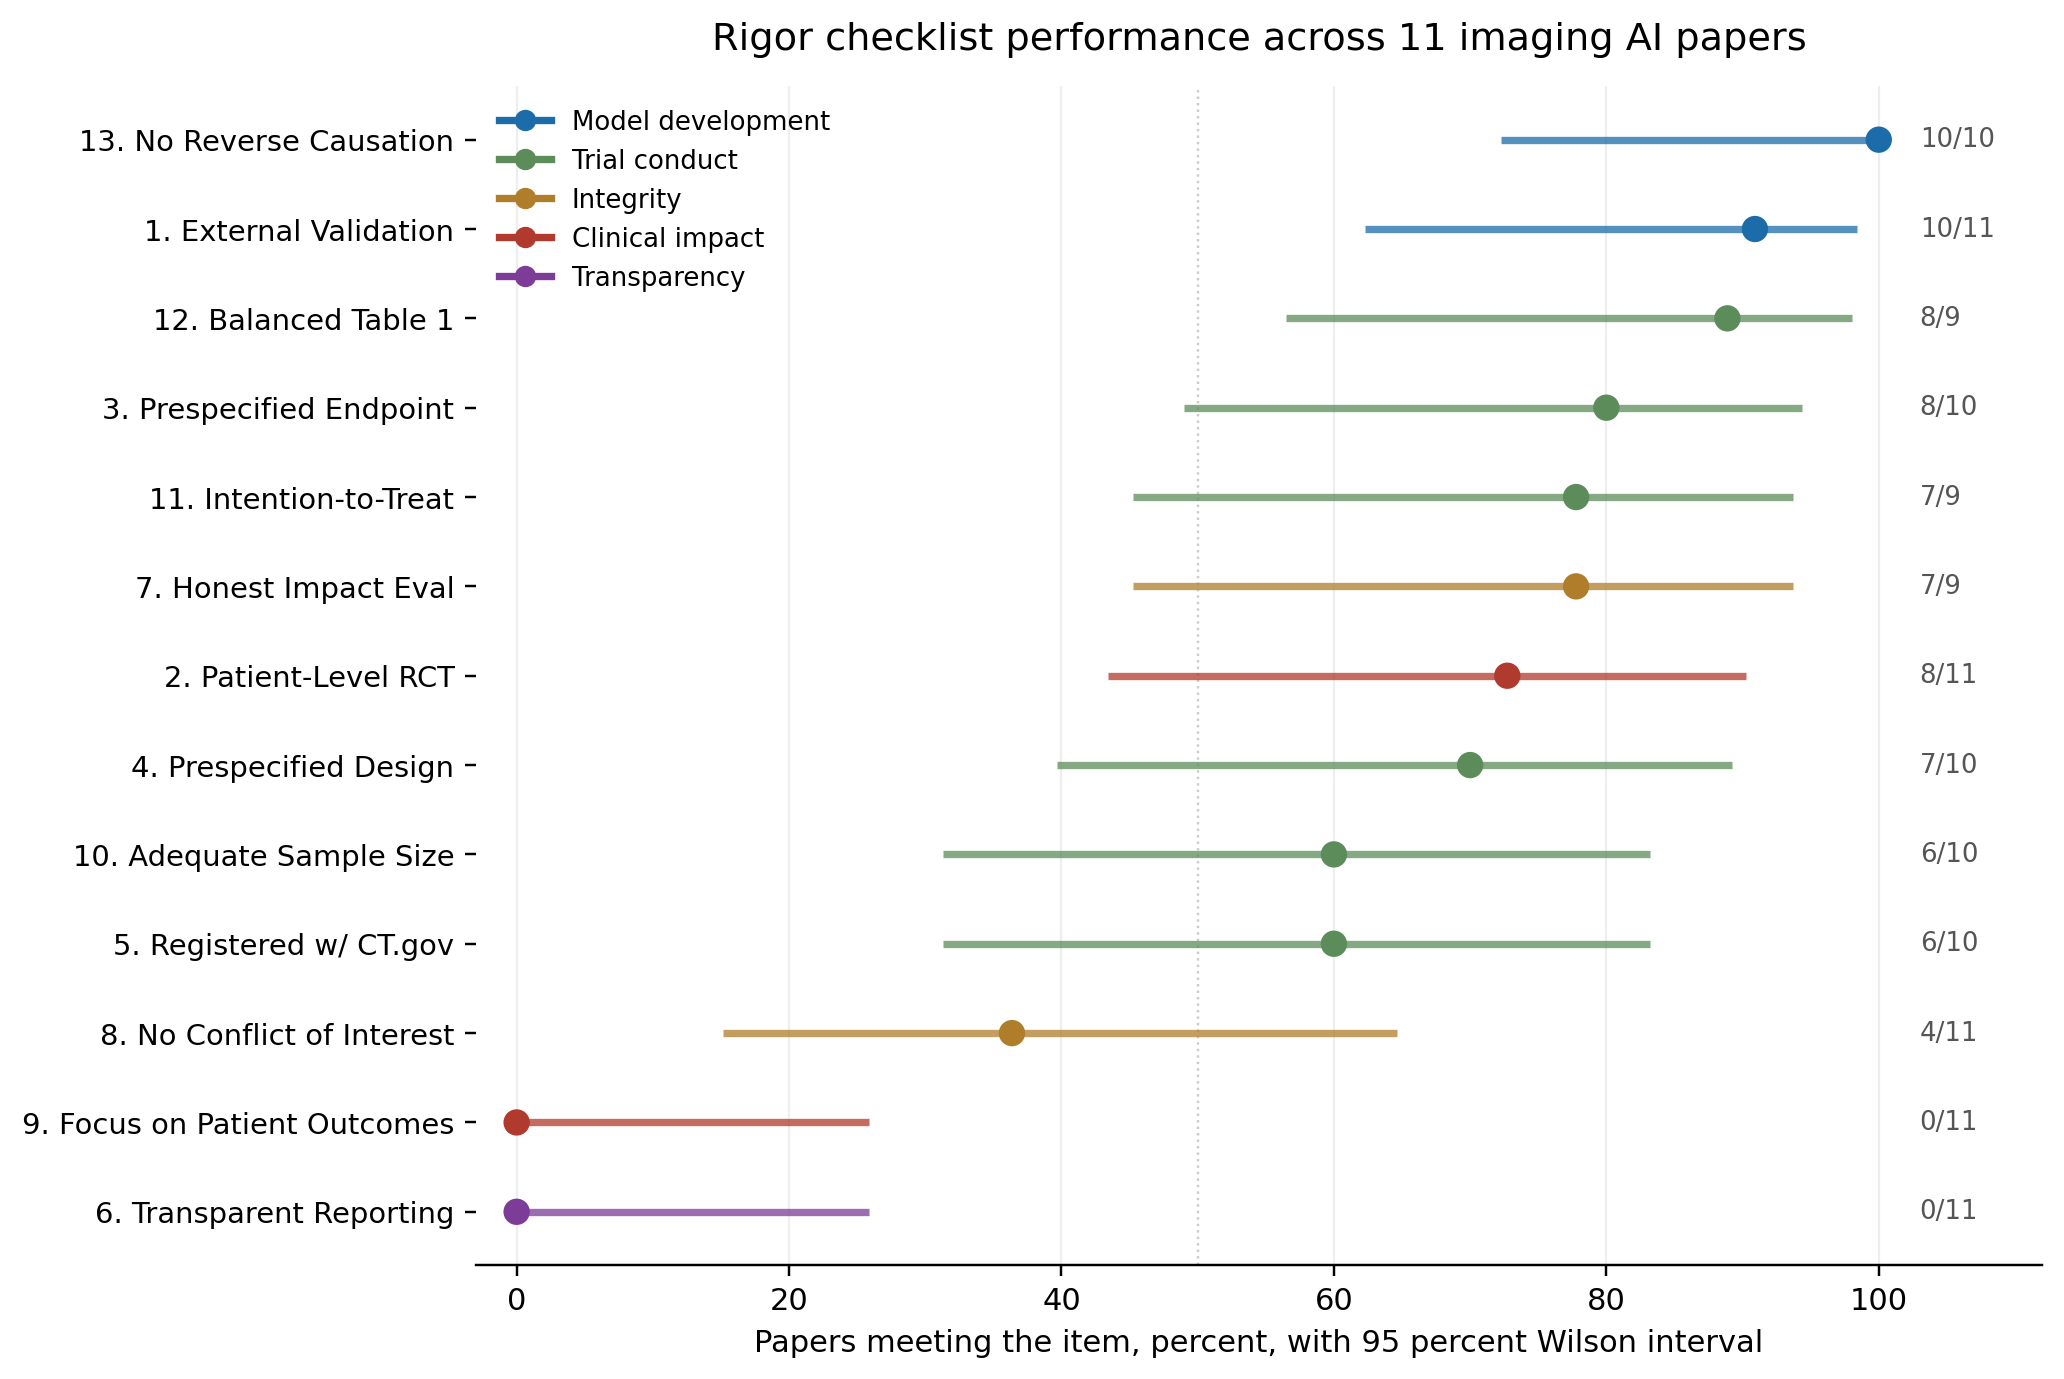 Rigor checklist performance across 11 imaging AI papers
Model development
Trial conduct
Integrity
Clinical impact
Transparency
13. No Reverse Causation
10/10
1. External Validation
10/11
12. Balanced Table 1
8/9
3. Prespecified Endpoint
8/10
11. Intention-to-Treat
7/9
7. Honest Impact Eval
7/9
2. Patient-Level RCT
8/11
4. Prespecified Design
7/10
10. Adequate Sample Size
6/10
5. Registered w/ CT.gov
6/10
8. No Conflict of Interest
4/11
9. Focus on Patient Outcomes
0/11
6. Transparent Reporting
0/11
0 20 40 60 80 100
Papers meeting the item, percent, with 95 percent Wilson interval